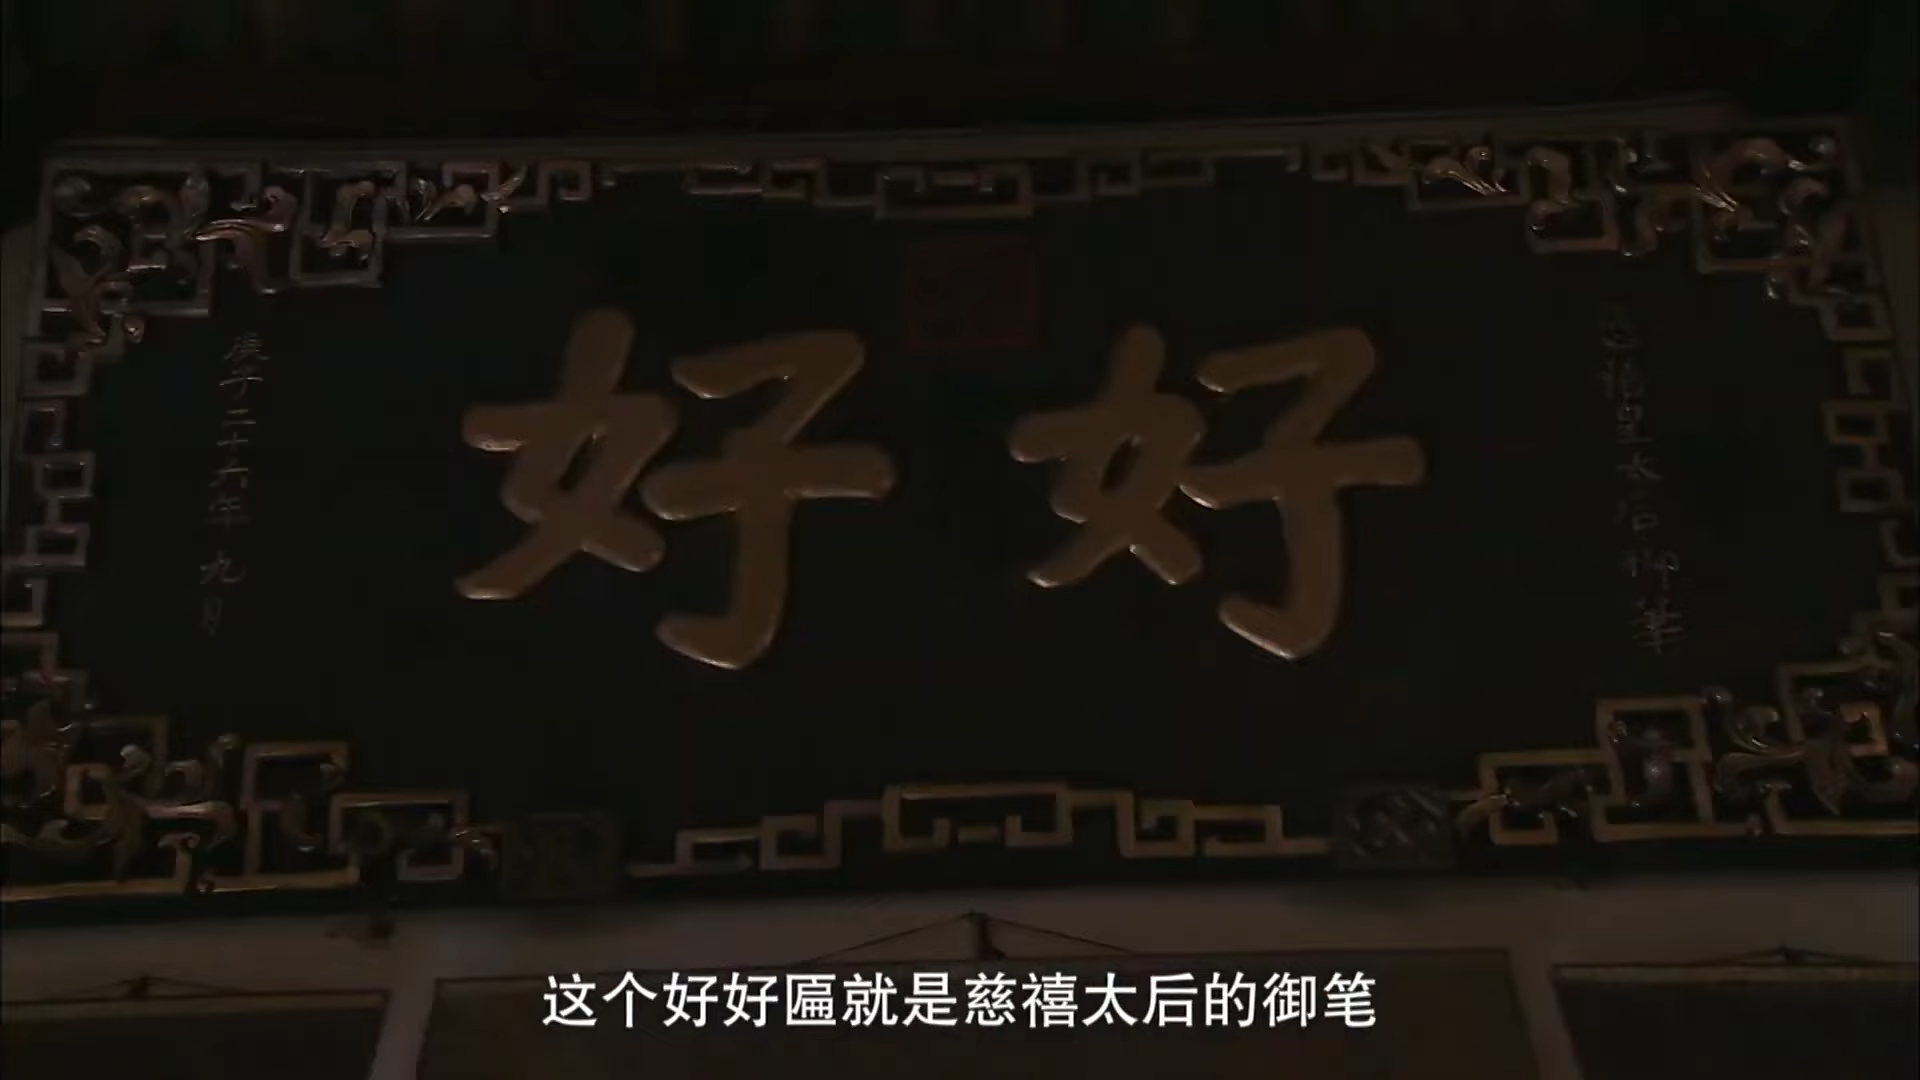 好好
庚子二十六年九月
皇太后御筆
这个好好匾就是慈禧太后的御笔